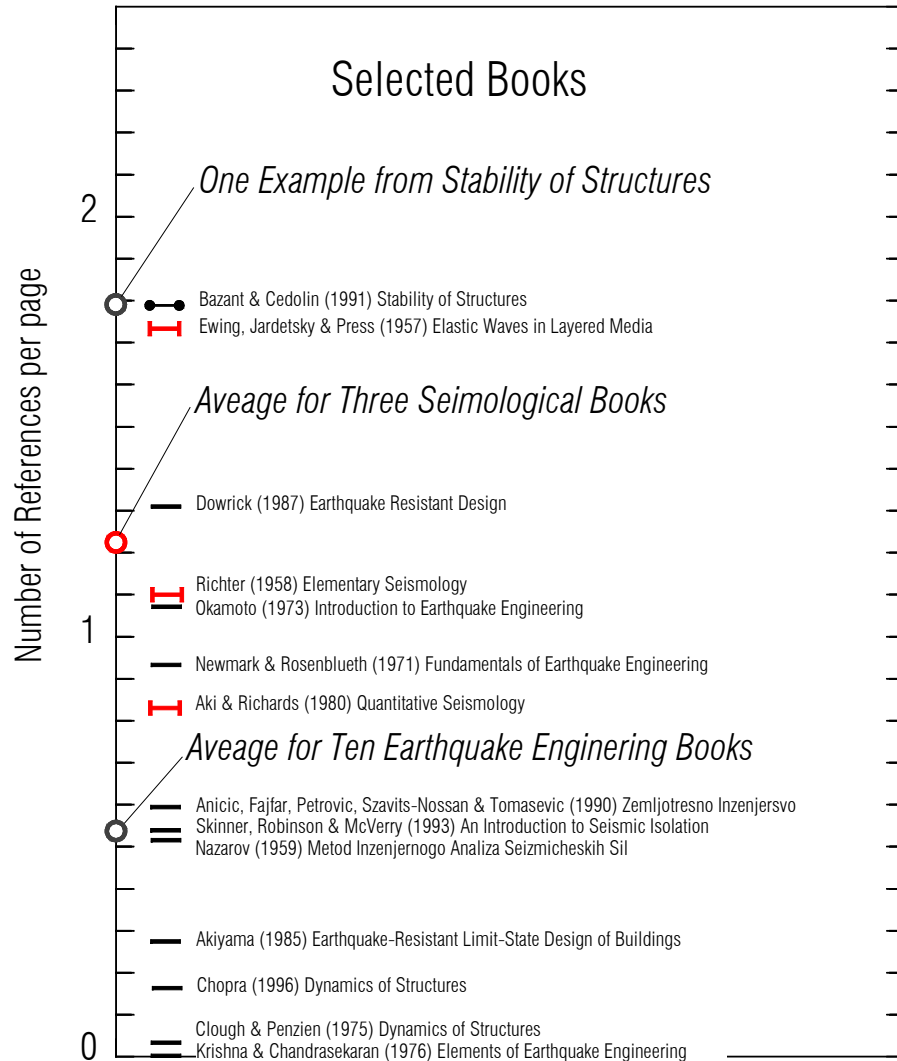 Selected Books
One Example from Stability of Structures
2
Bazant & Cedolin (1991) Stability of Structures
Ewing, Jardetsky & Press (1957) Elastic Waves in Layered Media
Number of References per page
Aveage for Three Seimological Books
Dowrick (1987) Earthquake Resistant Design
Richter (1958) Elementary Seismology
Okamoto (1973) Introduction to Earthquake Engineering
1
Newmark & Rosenblueth (1971) Fundamentals of Earthquake Engineering
Aki & Richards (1980) Quantitative Seismology
Aveage for Ten Earthquake Enginering Books
Anicic, Fajfar, Petrovic, Szavits-Nossan & Tomasevic (1990) Zemljotresno Inzenjersvo
Skinner, Robinson & McVerry (1993) An Introduction to Seismic Isolation
Nazarov (1959) Metod Inzenjernogo Analiza Seizmicheskih Sil
Akiyama (1985) Earthquake-Resistant Limit-State Design of Buildings
Chopra (1996) Dynamics of Structures
Clough & Penzien (1975) Dynamics of Structures
0
Krishna & Chandrasekaran (1976) Elements of Earthquake Engineering